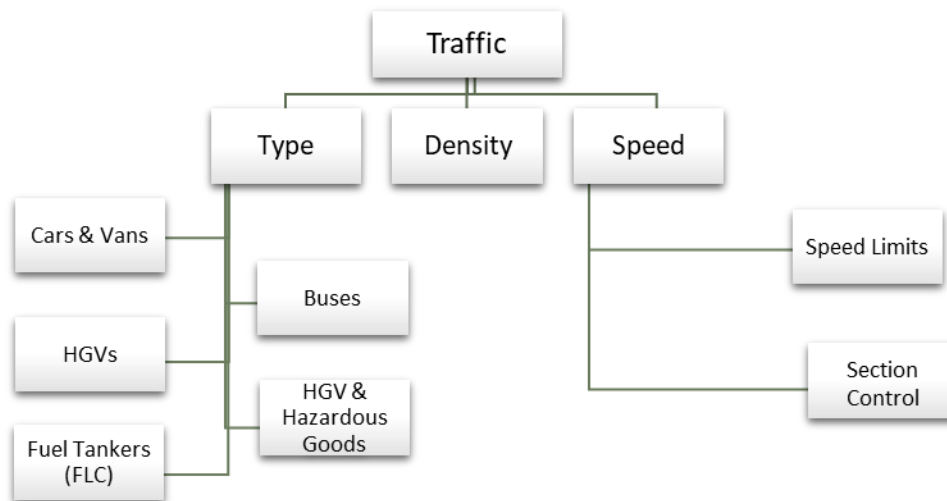 Traffic
Type
Density
Speed
Cars & Vans
Speed Limits
Buses
HGVs
Section
Control
HGV &
Hazardous
Goods
Fuel Tankers
(FLC)